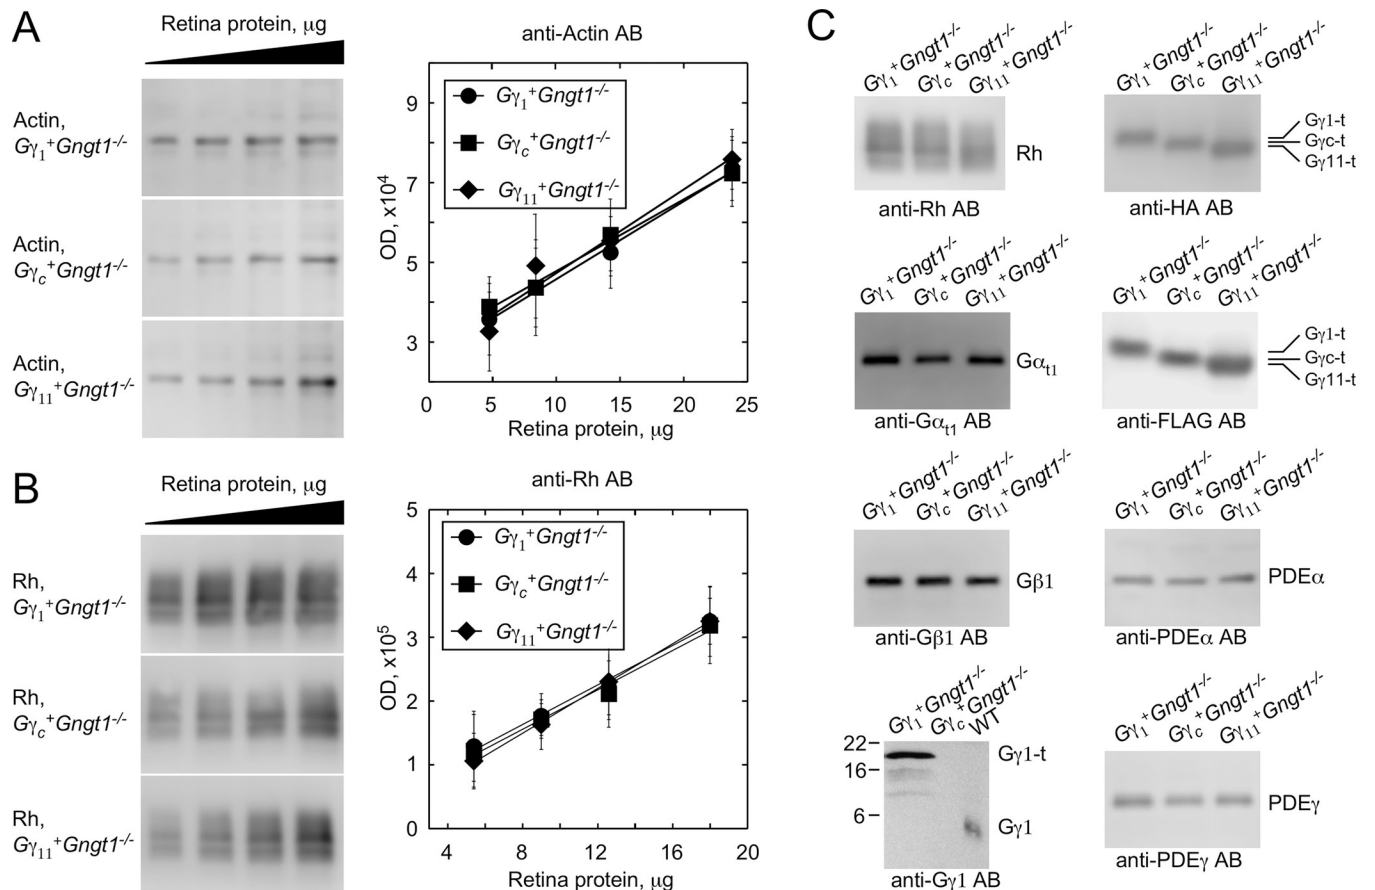 A
Retina protein, µg
Actin,
Gγ1+Gngt1-/-
Actin,
Gγc+Gngt1-/-
Actin,
Gγ11+Gngt1-/-
anti-Actin AB
Gγ1+Gngt1-/-
Gγc+Gngt1-/-
Gγ11+Gngt1-/-
OD, x10^4
9
7
5
3
0 5 10 15 20 25
Retina protein, µg
B
Retina protein, µg
Rh,
Gγ1+Gngt1-/-
Rh,
Gγc+Gngt1-/-
Rh,
Gγ11+Gngt1-/-
anti-Rh AB
Gγ1+Gngt1-/-
Gγc+Gngt1-/-
Gγ11+Gngt1-/-
OD, x10^5
5
4
3
2
1
0
4 8 12 16 20
Retina protein, µg
C
Gγ1+Gngt1-/-
Gγc+Gngt1-/-
Gγ11+Gngt1-/-
Rh
anti-Rh AB
Gγ1+Gngt1-/-
Gγc+Gngt1-/-
Gγ11+Gngt1-/-
Gγ1-t
Gγc-t
Gγ11-t
anti-HA AB
Gγ1+Gngt1-/-
Gγc+Gngt1-/-
Gγ11+Gngt1-/-
Gαt1
anti-Gαt1 AB
Gγ1+Gngt1-/-
Gγc+Gngt1-/-
Gγ11+Gngt1-/-
Gγ1-t
Gγc-t
Gγ11-t
anti-FLAG AB
Gγ1+Gngt1-/-
Gγc+Gngt1-/-
Gγ11+Gngt1-/-
Gβ1
anti-Gβ1 AB
Gγ1+Gngt1-/-
Gγc+Gngt1-/-
Gγ11+Gngt1-/-
PDEα
anti-PDEα AB
Gγ1+Gngt1-/-
Gγc+Gngt1-/-
WT
22
16
6
Gγ1-t
Gγ1
anti-Gγ1 AB
Gγ1+Gngt1-/-
Gγc+Gngt1-/-
Gγ11+Gngt1-/-
PDEγ
anti-PDEγ AB